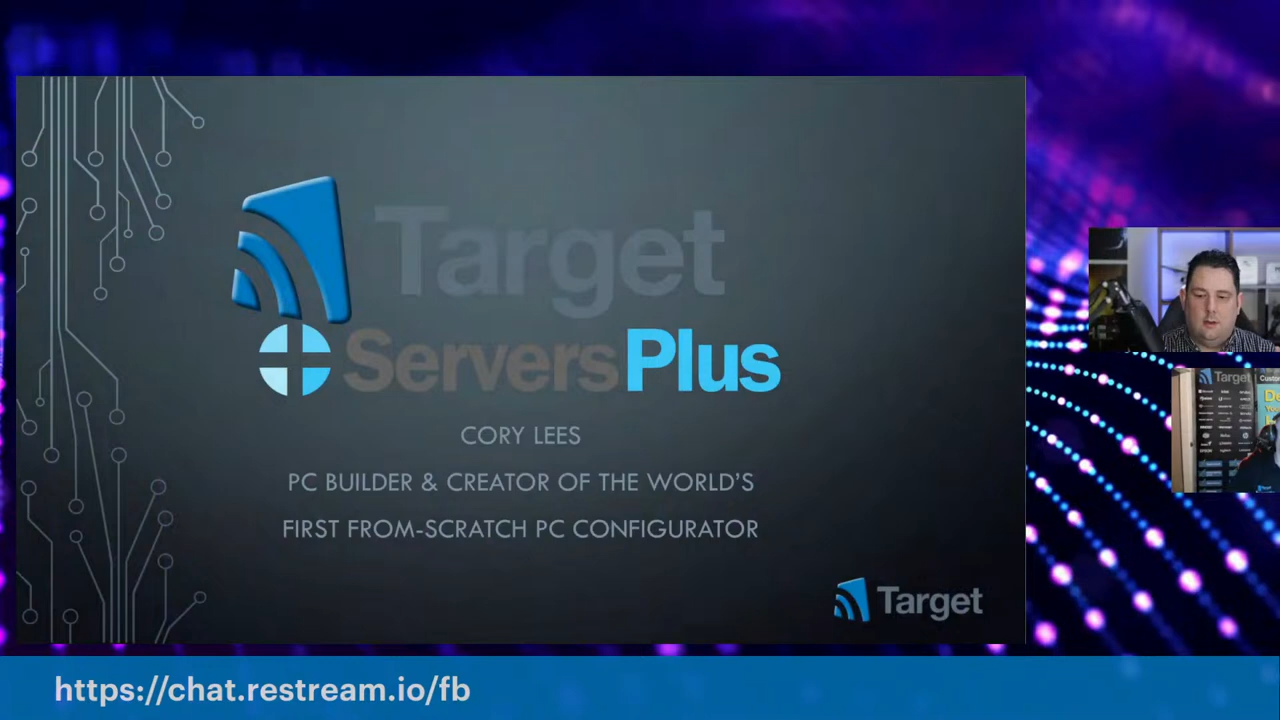 Target
ServersPlus
CORY LEES
PC BUILDER & CREATOR OF THE WORLD'S
FIRST FROM-SCRATCH PC CONFIGURATOR
Target
Target
https://chat.restream.io/fb